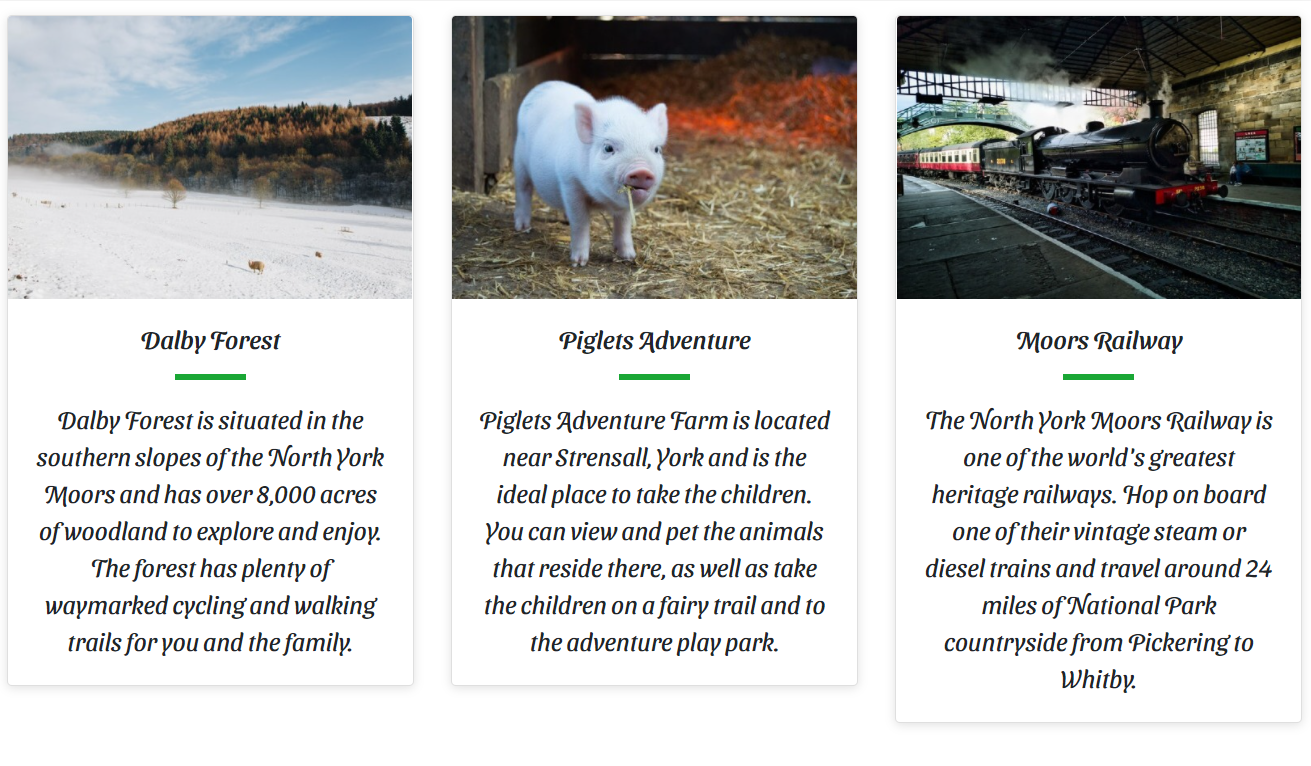 Dalby Forest
Dalby Forest is situated in the
southern slopes of the North York
Moors and has over 8,000 acres
of woodland to explore and enjoy.
The forest has plenty of
waymarked cycling and walking
trails for you and the family.
Piglets Adventure
Piglets Adventure Farm is located
near Strensall, York and is the
ideal place to take the children.
You can view and pet the animals
that reside there, as well as take
the children on a fairy trail and to
the adventure play park.
Moors Railway
The North York Moors Railway is
one of the world's greatest
heritage railways. Hop on board
one of their vintage steam or
diesel trains and travel around 24
miles of National Park
countryside from Pickering to
Whitby.